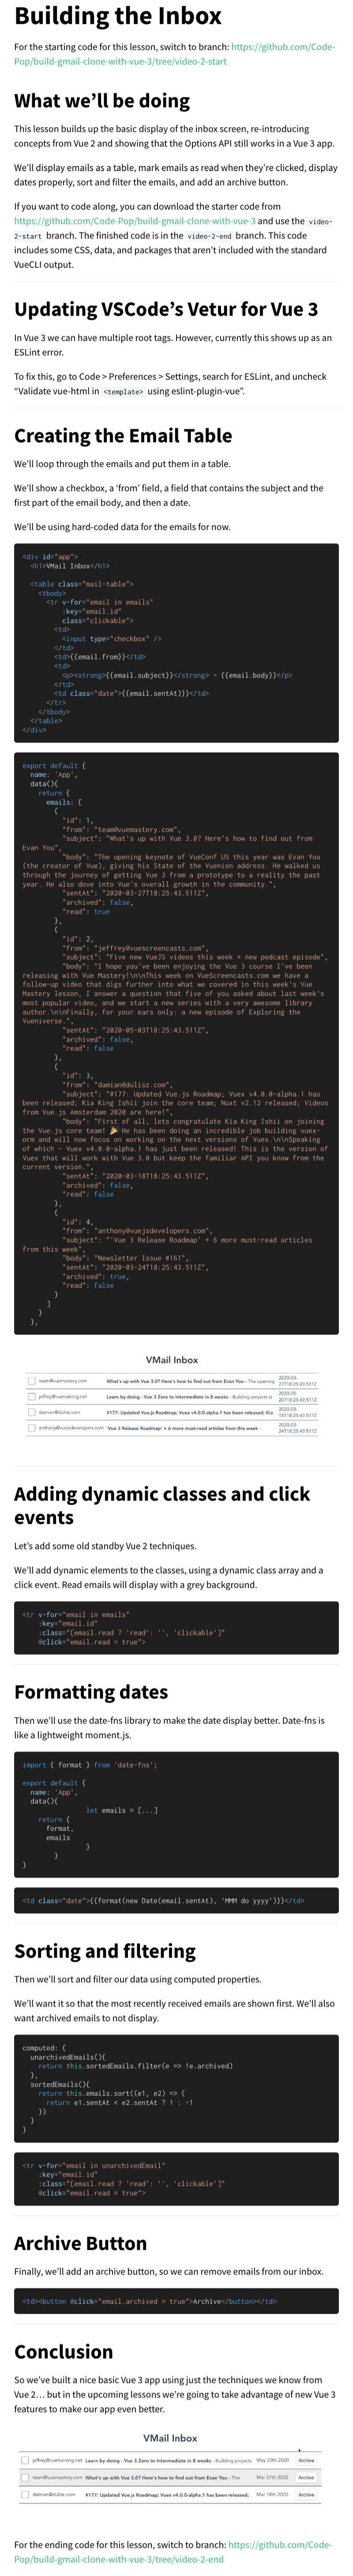 Building the Inbox
For the starting code for this lesson, switch to branch: https://github.com/Code-
Pop/build-gmail-clone-with-vue-3/tree/video-2-start
What we’ll be doing
This lesson builds up the basic display of the inbox screen, re-introducing
concepts from Vue 2 and showing that the Options API still works in a Vue 3 app.
We’ll display emails as a table, mark emails as read when they’re clicked, display
dates properly, sort and filter the emails, and add an archive button.
If you want to code along, you can download the starter code from
https://github.com/Code-Pop/build-gmail-clone-with-vue-3 and use the video-
2-start branch. The finished code is in the video-2-end branch. This code
includes some CSS, data, and packages that aren’t included with the standard
VueCLI output.
Updating VSCode’s Vetur for Vue 3
In Vue 3 we can have multiple root tags. However, currently this shows up as an
ESLint error.
To fix this, go to Code > Preferences > Settings, search for ESLint, and uncheck
“Validate vue-html in <template> using eslint-plugin-vue”.
Creating the Email Table
We’ll loop through the emails and put them in a table.
We’ll show a checkbox, a ‘from’ field, a field that contains the subject and the
first part of the email body, and then a date.
We’ll be using hard-coded data for the emails for now.
<div id="app">
<h1>VMail Inbox</h1>
<table class="mail-table">
<tbody>
<tr v-for="email in emails"
:key="email.id"
class="clickable">
<td>
<input type="checkbox" />
</td>
<td>{{email.from}}</td>
<td>
<p><strong>{{email.subject}}</strong> - {{email.body}}</p>
</td>
<td class="date">{{email.sentAt}}}</td>
</tr>
</tbody>
</table>
</div>
export default {
name: 'App',
data(){
return {
emails: [
{
"id": 1,
"from": "team@vuemastery.com",
"subject": "What's up with Vue 3.0? Here's how to find out from
Evan You",
"body": "The opening keynote of VueConf US this year was Evan You
(the creator of Vue), giving his State of the Vuenion address. He walked us
through the journey of getting Vue 3 from a prototype to a reality the past
year. He also dove into Vue's overall growth in the community.",
"sentAt": "2020-03-27T18:25:43.511Z",
"archived": false,
"read": true
},
{
"id": 2,
"from": "jeffrey@vuescreencasts.com",
"subject": "Five new VueJS videos this week + new podcast episode",
"body": "I hope you've been enjoying the Vue 3 course I've been
releasing with Vue Mastery!\n\nThis week on VueScreencasts.com we have a
follow-up video that digs further into what we covered in this week's Vue
Mastery lesson, I answer a question that five of you asked about last week's
most popular video, and we start a new series with a very awesome library
author.\n\nFinally, for your ears only: a new episode of Exploring the
Vueniverse.",
"sentAt": "2020-05-03T18:25:43.511Z",
"archived": false,
"read": false
},
{
"id": 3,
"from": "damian@dulisz.com",
"subject": "#177: Updated Vue.js Roadmap; Vuex v4.0.0-alpha.1 has
been released; Kia King Ishii join the core team; Nuxt v2.12 released; Videos
from Vue.js Amsterdam 2020 are here!",
"body": "First of all, lets congratulate Kia King Ishii on joining
the Vue.js core team! 🎉 He has been doing an incredible job building vuex-
orm and will now focus on working on the next versions of Vuex.\n\nSpeaking
of which - Vuex v4.0.0-alpha.1 has just been released! This is the version of
Vuex that will work with Vue 3.0 but keep the familiar API you know from the
current version.",
"sentAt": "2020-03-18T18:25:43.511Z",
"archived": false,
"read": false
},
{
"id": 4,
"from": "anthony@vuejsdevelopers.com",
"subject": "'Vue 3 Release Roadmap' + 6 more must-read articles
from this week",
"body": "Newsletter Issue #161",
"sentAt": "2020-03-24T18:25:43.511Z",
"archived": true,
"read": false
}
]
}
},
VMail Inbox
team@vuemastery.com What's up with Vue 3.0? Here's how to find out from Evan You - The opening 2020-03-
27T18:25:43.511Z
jeffrey@vuetraining.net Learn by doing - Vue 3 Zero to Intermediate in 8 weeks - Building projects is 2020-05-
20T18:25:43.511Z
damian@dulisz.com #177: Updated Vue.js Roadmap; Vuex v4.0.0-alpha.1 has been released; Kia 2020-03-
18T18:25:43.511Z
anthony@vuejsdevelopers.com 'Vue 3 Release Roadmap' + 6 must-read articles from this week - 2020-03-
24T18:25:43.511Z
Adding dynamic classes and click
events
Let’s add some old standby Vue 2 techniques.
We’ll add dynamic elements to the classes, using a dynamic class array and a
click event. Read emails will display with a grey background.
<tr v-for="email in emails"
:key="email.id"
:class="[email.read ? 'read': '', 'clickable']"
@click="email.read = true">
Formatting dates
Then we’ll use the date-fns library to make the date display better. Date-fns is
like a lightweight moment.js.
import { format } from 'date-fns';
export default {
name: 'App',
data(){
let emails = [...]
return {
format,
emails
}
}
}
<td class="date">{{format(new Date(email.sentAt), 'MMM do yyyy')}}</td>
Sorting and filtering
Then we’ll sort and filter our data using computed properties.
We’ll want it so that the most recently received emails are shown first. We’ll also
want archived emails to not display.
computed: {
unarchivedEmails(){
return this.sortedEmails.filter(e => !e.archived)
},
sortedEmails(){
return this.emails.sort((e1, e2) => {
return e1.sentAt < e2.sentAt ? 1 : -1
})
}
}
<tr v-for="email in unarchivedEmail"
:key="email.id"
:class="[email.read ? 'read': '', 'clickable']"
@click="email.read = true">
Archive Button
Finally, we’ll add an archive button, so we can remove emails from our inbox.
<td><button @click="email.archived = true">Archive</button></td>
Conclusion
So we’ve built a nice basic Vue 3 app using just the techniques we know from
Vue 2… but in the upcoming lessons we’re going to take advantage of new Vue 3
features to make our app even better.
VMail Inbox
jeffrey@vuetraining.net Learn by doing - Vue 3 Zero to Intermediate in 8 weeks - Building projects May 20th 2020 Archive
team@vuemastery.com What's up with Vue 3.0? Here's how to find out from Evan You - The Mar 27th 2020 Archive
damian@dulisz.com #177: Updated Vue.js Roadmap; Vuex v4.0.0-alpha.1 has been released; Mar 18th 2020 Archive
For the ending code for this lesson, switch to branch: https://github.com/Code-
Pop/build-gmail-clone-with-vue-3/tree/video-2-end